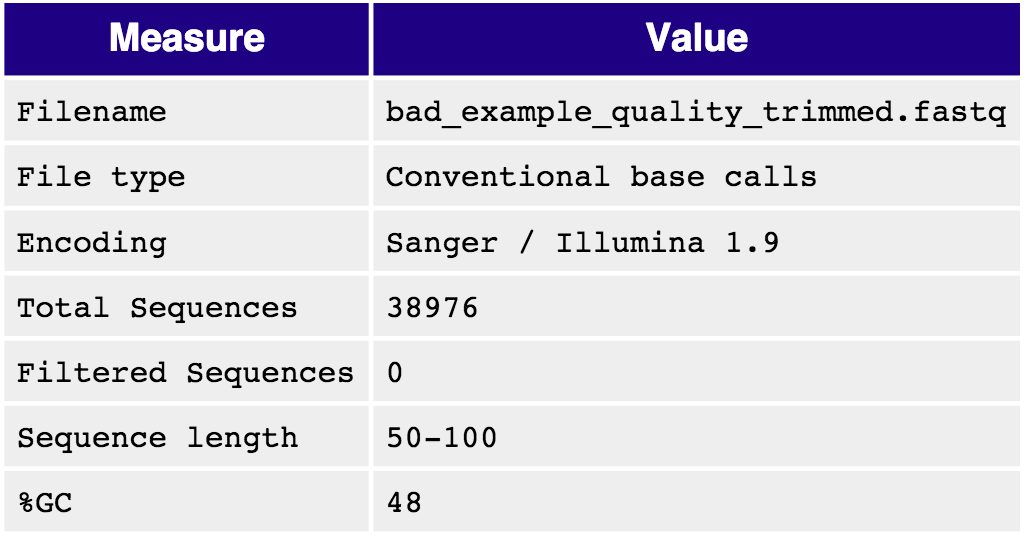 Measure Value
Filename bad_example_quality_trimmed.fastq
File type Conventional base calls
Encoding Sanger / Illumina 1.9
Total Sequences 38976
Filtered Sequences 0
Sequence length 50-100
%GC 48